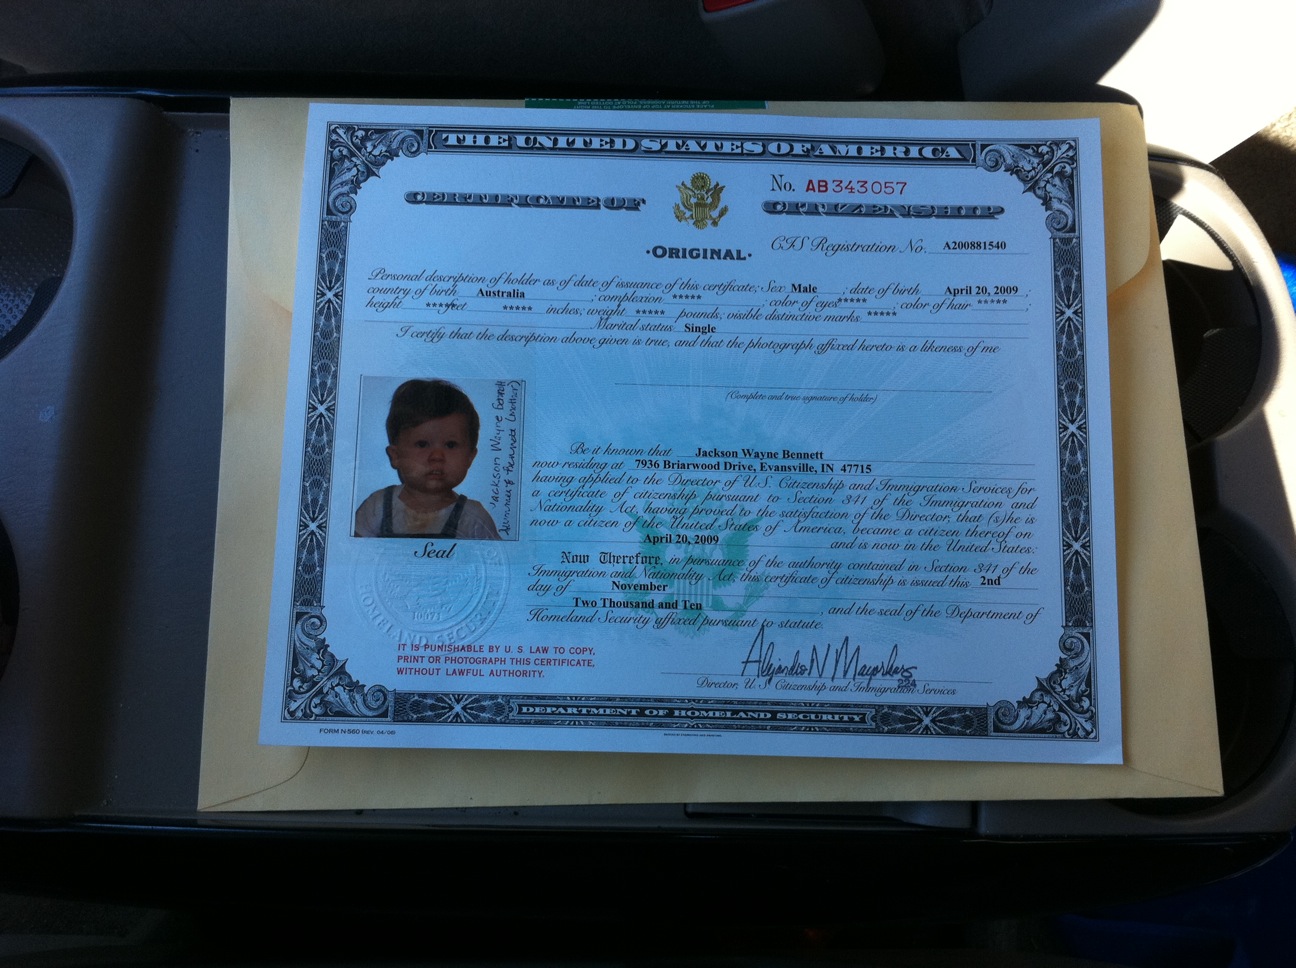 THE UNITED STATES OF AMERICA
No. AB343057
CERTIFICATE OF CITIZENSHIP
·ORIGINAL·
CIS Registration No. A200881540
Personal description of holder as of date of issuance of this certificate; Sex Male ; date of birth April 20, 2009 ;
country of birth Australia ; complexion ***** ; color of eyes ***** ; color of hair ***** ;
height ***** feet ***** inches; weight ***** pounds; visible distinctive marks *****
Marital status Single
I certify that the description above given is true, and that the photograph affixed hereto is a likeness of me
(Complete and true signature of holder)
Jackson Wayne Bennett
Bennett (Mother)
Seal
Be it known that Jackson Wayne Bennett
now residing at 7936 Briarwood Drive, Evansville, IN 47715
having applied to the Director of U.S. Citizenship and Immigration Services for
a certificate of citizenship pursuant to Section 341 of the Immigration and
Nationality Act, having proved to the satisfaction of the Director, that (s)he is
now a citizen of the United States of America, became a citizen thereof on
April 20, 2009 and is now in the United States:
Now Therefore, in pursuance of the authority contained in Section 341 of the
Immigration and Nationality Act, this certificate of citizenship is issued this 2nd
day of November
Two Thousand and Ten , and the seal of the Department of
Homeland Security affixed pursuant to statute.
IT IS PUNISHABLE BY U. S. LAW TO COPY,
PRINT OR PHOTOGRAPH THIS CERTIFICATE,
WITHOUT LAWFUL AUTHORITY.
Alejandro N Mayorkas
Director, U. S. Citizenship and Immigration Services
DEPARTMENT OF HOMELAND SECURITY
FORM N-560 (REV. 04/08)